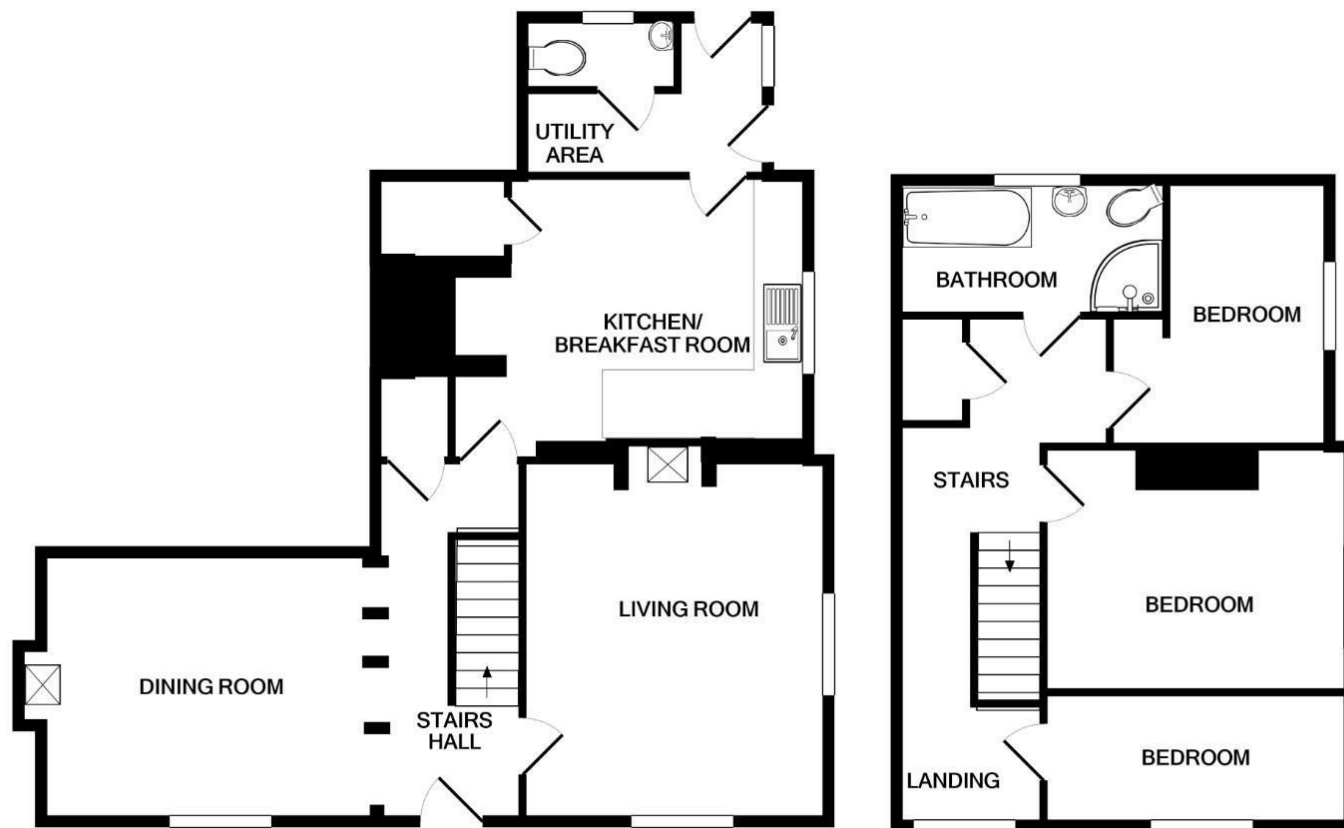 UTILITY
AREA
KITCHEN/
BREAKFAST ROOM
LIVING ROOM
DINING ROOM
STAIRS
HALL
BATHROOM
BEDROOM
STAIRS
BEDROOM
BEDROOM
LANDING